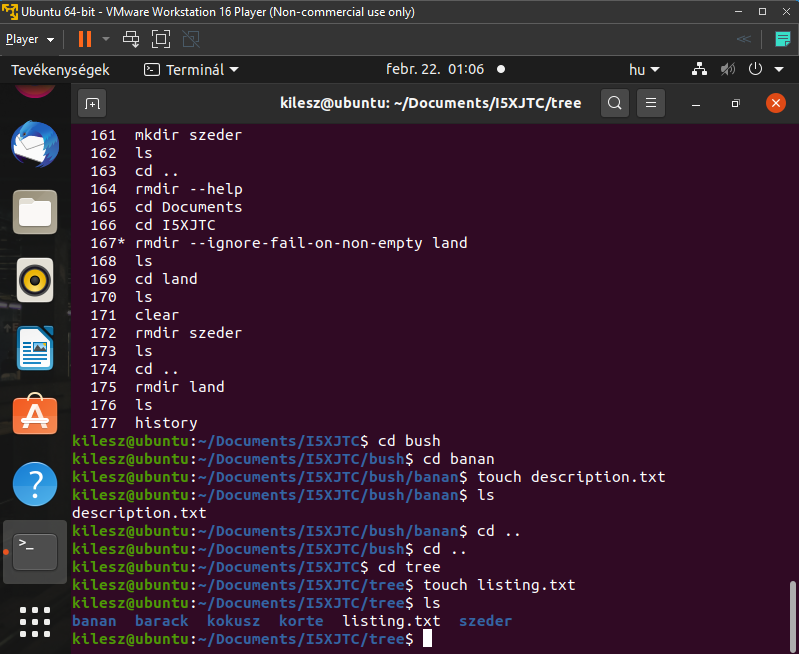 Ubuntu 64-bit - VMware Workstation 16 Player (Non-commercial use only)
Player
Tevékenységek Terminál febr. 22. 01:06 hu
kilesz@ubuntu: ~/Documents/I5XJTC/tree
161 mkdir szeder
162 ls
163 cd ..
164 rmdir --help
165 cd Documents
166 cd I5XJTC
167* rmdir --ignore-fail-on-non-empty land
168 ls
169 cd land
170 ls
171 clear
172 rmdir szeder
173 ls
174 cd ..
175 rmdir land
176 ls
177 history
kilesz@ubuntu:~/Documents/I5XJTC$ cd bush
kilesz@ubuntu:~/Documents/I5XJTC/bush$ cd banan
kilesz@ubuntu:~/Documents/I5XJTC/bush/banan$ touch description.txt
kilesz@ubuntu:~/Documents/I5XJTC/bush/banan$ ls
description.txt
kilesz@ubuntu:~/Documents/I5XJTC/bush/banan$ cd ..
kilesz@ubuntu:~/Documents/I5XJTC/bush$ cd ..
kilesz@ubuntu:~/Documents/I5XJTC$ cd tree
kilesz@ubuntu:~/Documents/I5XJTC/tree$ touch listing.txt
kilesz@ubuntu:~/Documents/I5XJTC/tree$ ls
banan barack kokusz korte listing.txt szeder
kilesz@ubuntu:~/Documents/I5XJTC/tree$